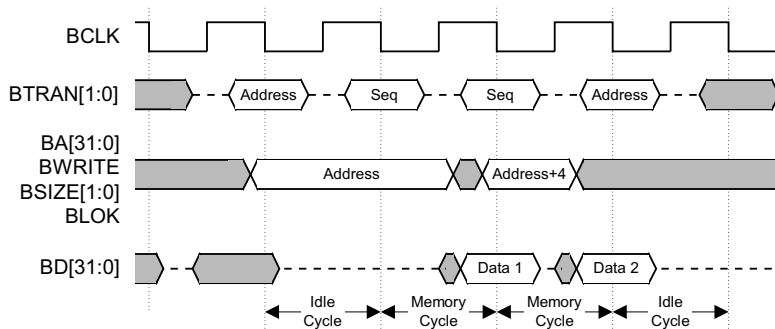 BCLK
BTRAN[1:0]
Address
Seq
Seq
Address
BA[31:0]
BWRITE
BSIZE[1:0]
BLOK
Address
Address+4
BD[31:0]
Data 1
Data 2
Idle
Cycle
Memory
Cycle
Memory
Cycle
Idle
Cycle